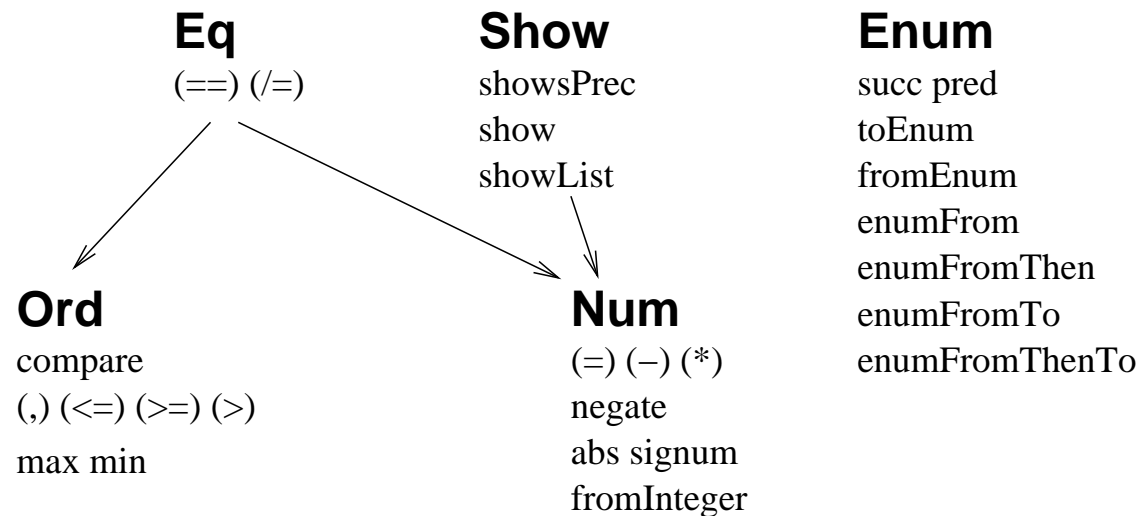 Eq
(==) (/=)
Show
showsPrec
show
showList
Enum
succ pred
toEnum
fromEnum
enumFrom
enumFromThen
enumFromTo
enumFromThenTo
Ord
compare
(,) (<=) (>=) (>)
max min
Num
(=) (–) (*)
negate
abs signum
fromInteger